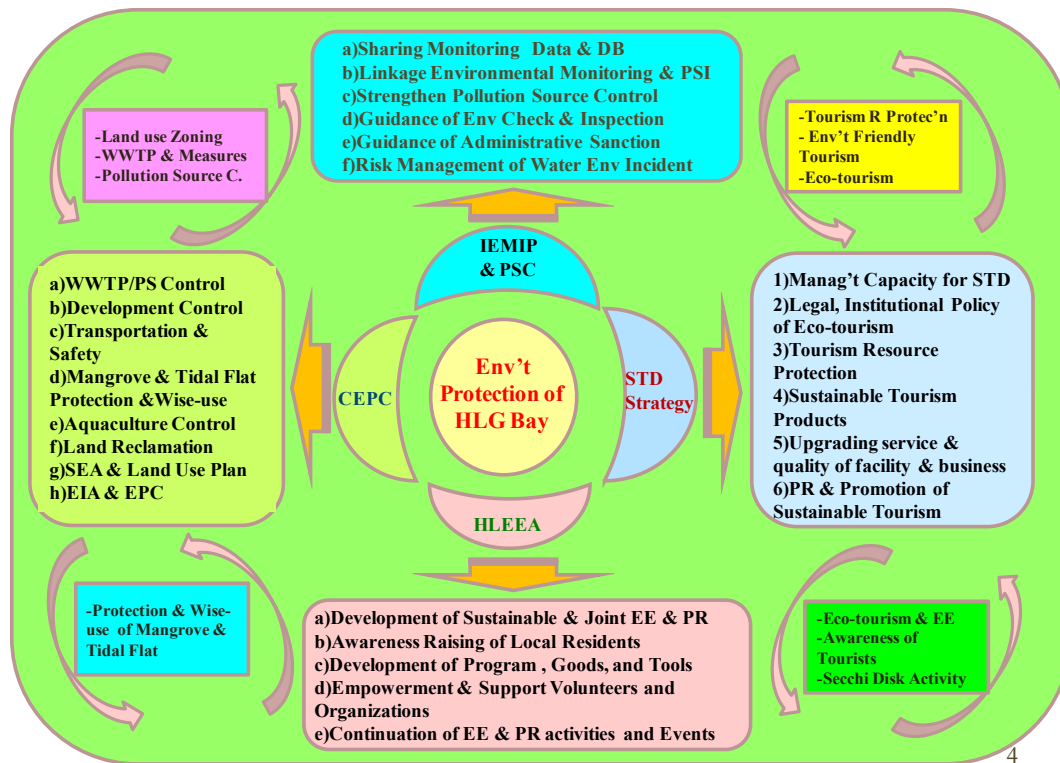 a)Sharing Monitoring Data & DB
b)Linkage Environmental Monitoring & PSI
c)Strengthen Pollution Source Control
d)Guidance of Env Check & Inspection
e)Guidance of Administrative Sanction
f)Risk Management of Water Env Incident
-Land use Zoning
-WWTP & Measures
-Pollution Source C.
-Tourism R Protec'n
- Env't Friendly
Tourism
-Eco-tourism
IEMIP
& PSC
a)WWTP/PS Control
b)Development Control
c)Transportation &
Safety
d)Mangrove & Tidal Flat
Protection &Wise-use
e)Aquaculture Control
f)Land Reclamation
g)SEA & Land Use Plan
h)EIA & EPC
CEPC
Env't
Protection of
HLG Bay
STD
Strategy
1)Manag't Capacity for STD
2)Legal, Institutional Policy
of Eco-tourism
3)Tourism Resource
Protection
4)Sustainable Tourism
Products
5)Upgrading service &
quality of facility & business
6)PR & Promotion of
Sustainable Tourism
HLEEA
-Protection & Wise-
use of Mangrove &
Tidal Flat
a)Development of Sustainable & Joint EE & PR
b)Awareness Raising of Local Residents
c)Development of Program , Goods, and Tools
d)Empowerment & Support Volunteers and
Organizations
e)Continuation of EE & PR activities and Events
-Eco-tourism & EE
-Awareness of
Tourists
-Secchi Disk Activity
4